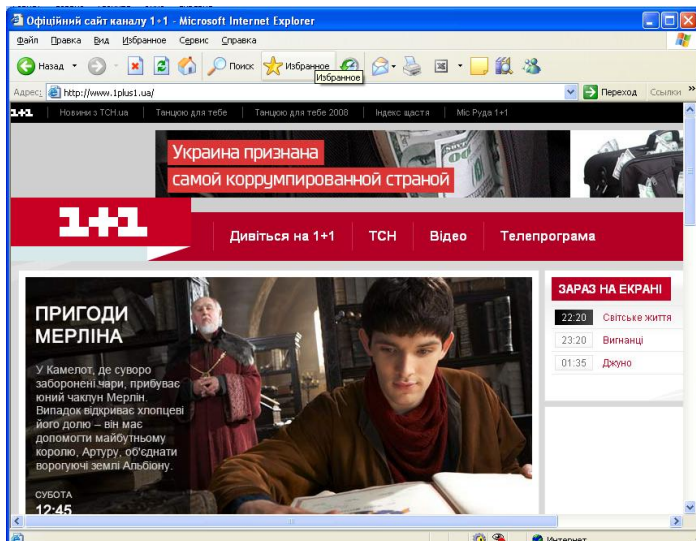 Офіційний сайт каналу 1+1 - Microsoft Internet Explorer
Файл Правка Вид Избранное Сервис Справка
Назад Поиск Избранное
Избранное
Адрес: http://www.1plus1.ua/ Переход Ссылки »
1+1 Новини з ТСН.ua Танцюю для тебе Танцюю для тебе 2008 Індекс щастя Міс Руда 1+1
Украина признана
самой коррумпированной страной
1+1 Дивіться на 1+1 ТСН Відео Телепрограма
ПРИГОДИ
МЕРЛІНА
У Камелот, де суворо
заборонені чари, прибуває
юний чаклун Мерлін.
Випадок відкриває хлопцеві
його долю – він має
допомогти майбутньому
королю, Артуру, об'єднати
ворогуючі землі Альбіону.
СУБОТА
12:45
ЗАРАЗ НА ЕКРАНІ
22:20 Світське життя
23:20 Вигнанці
01:35 Джуно
Интернет